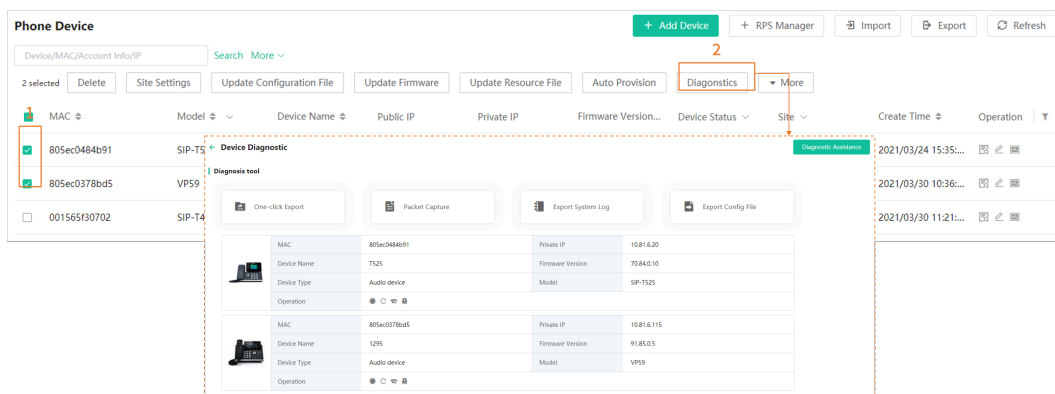 Phone Device
+ Add Device
+ RPS Manager
Import
Export
Refresh
Device/MAC/Account Info/IP
Search More
2
2 selected
Delete
Site Settings
Update Configuration File
Update Firmware
Update Resource File
Auto Provision
Diagonstics
More
1
MAC
Model
Device Name
Public IP
Private IP
Firmware Version...
Device Status
Site
Create Time
Operation
805ec0484b91
SIP-T5
2021/03/24 15:35:...
805ec0378bd5
VP59
2021/03/30 10:36:...
001565f30702
SIP-T4
2021/03/30 11:21:...
Device Diagnostic
Diagnostic Assistance
Diagnosis tool
One-click Export
Packet Capture
Export System Log
Export Config File
MAC 805ec0484b91 Private IP 10.81.6.20
Device Name T52S Firmware Version 70.84.0.10
Device Type Audio device Model SIP-T52S
Operation
MAC 805ec0378bd5 Private IP 10.81.6.115
Device Name 1295 Firmware Version 91.85.0.5
Device Type Audio device Model VP59
Operation